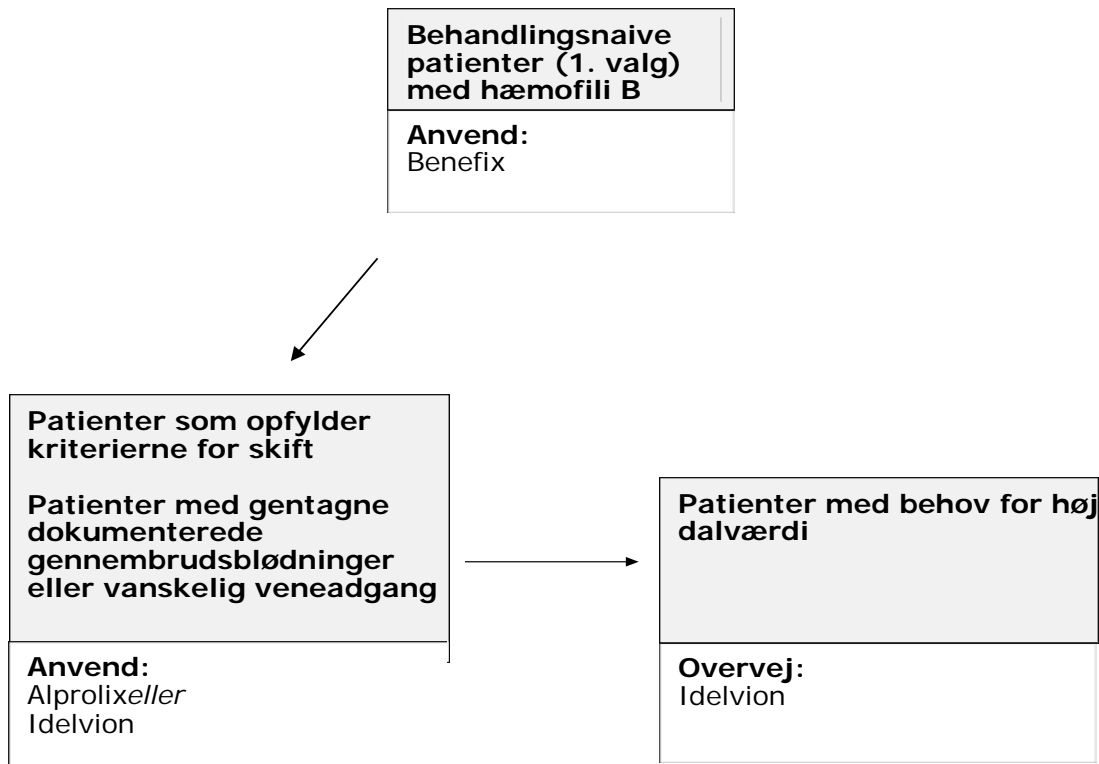 Behandlingsnaive
patienter (1. valg)
med hæmofili B
Anvend:
Benefix
Patienter som opfylder
kriterierne for skift
Patienter med gentagne
dokumenterede
gennembrudsblødninger
eller vanskelig veneadgang
Anvend:
Alprolixeller
Idelvion
Patienter med behov for høj
dalværdi
Overvej:
Idelvion